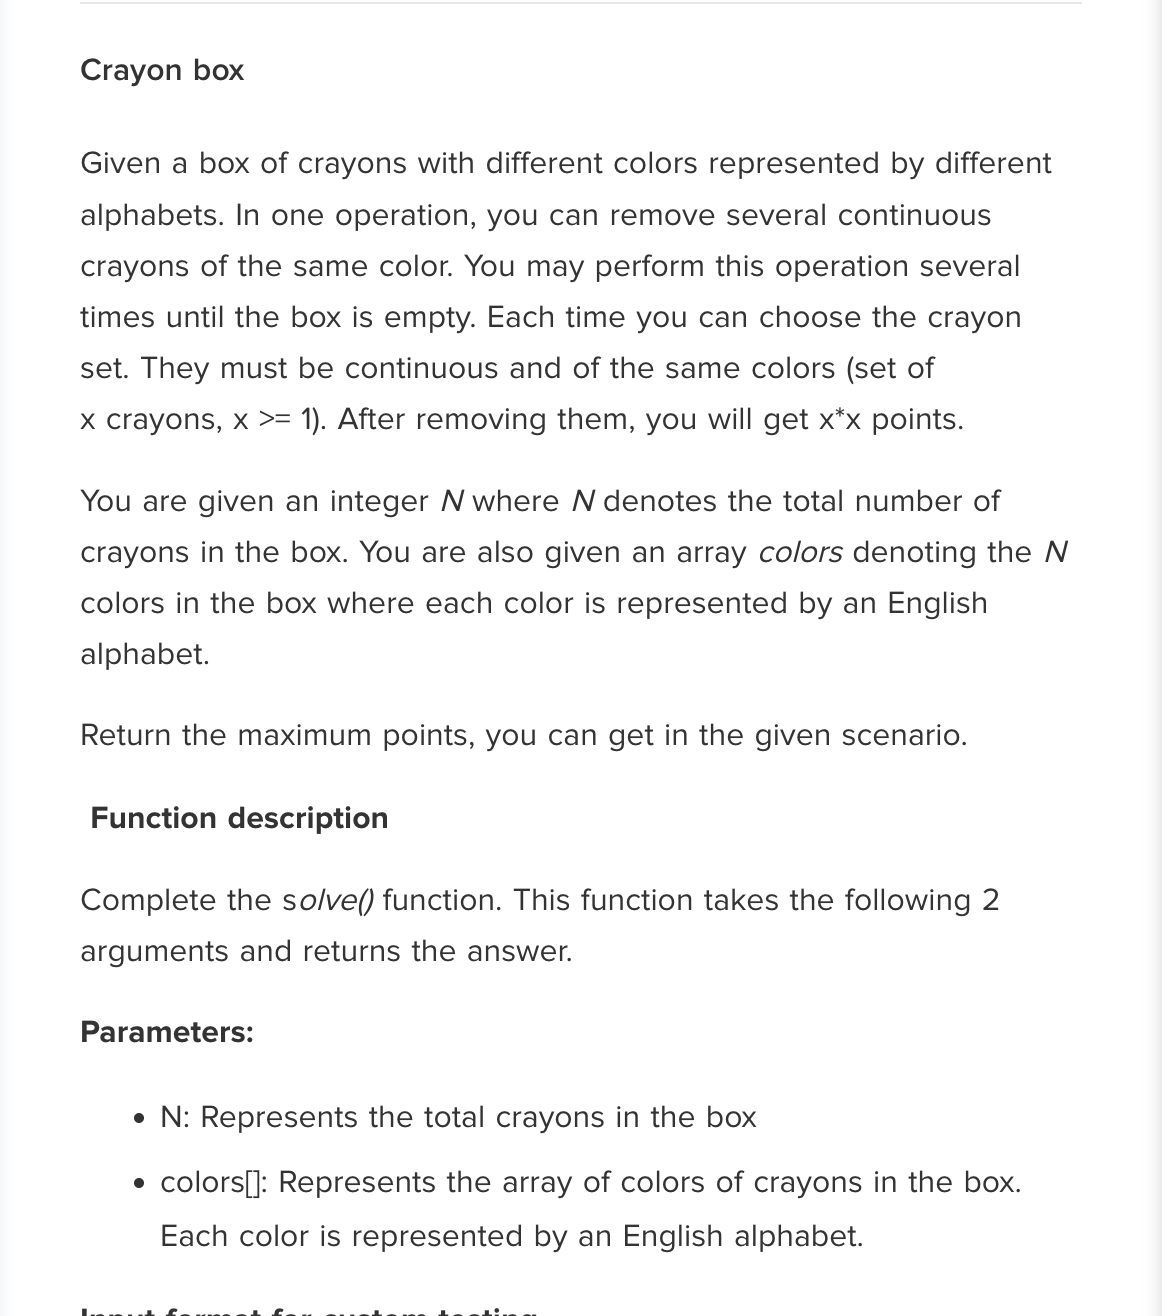 Crayon box
Given a box of crayons with different colors represented by different
alphabets. In one operation, you can remove several continuous
crayons of the same color. You may perform this operation several
times until the box is empty. Each time you can choose the crayon
set. They must be continuous and of the same colors (set of
x crayons, x >= 1). After removing them, you will get x*x points.
You are given an integer N where N denotes the total number of
crayons in the box. You are also given an array colors denoting the N
colors in the box where each color is represented by an English
alphabet.
Return the maximum points, you can get in the given scenario.
Function description
Complete the solve() function. This function takes the following 2
arguments and returns the answer.
Parameters:
• N: Represents the total crayons in the box
• colors[]: Represents the array of colors of crayons in the box.
Each color is represented by an English alphabet.
Input format for custom testing